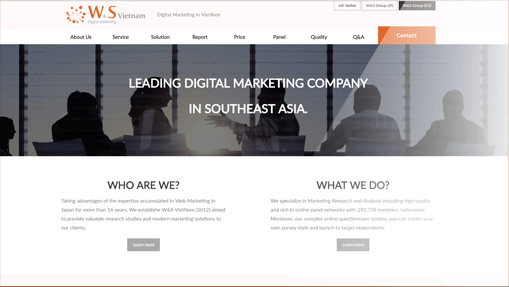 Job Seeker
W&S Group (JP)
W&S Group (EN)
W&S Vietnam
Digital Marketing
Digital Marketing in VietNam
About Us
Service
Solution
Report
Price
Panel
Quality
Q&A
Contact
LEADING DIGITAL MARKETING COMPANY
IN SOUTHEAST ASIA.
WHO ARE WE?
Taking advantages of the expertise accumulated in Web Marketing in
Japan for more than 16 years, We establishe W&S-VietNam (2012) aimed
to provide valuable research studies and modern marketing solutions to
our clients.
Learn more
WHAT WE DO?
We specialize in Marketing Research and Analysis including high quality
and rich in online panel networks with 292,738 members nationwide.
Moreover, our complex online questionnaire system, you can create your
own survey style and launch to target respondents.
Learn more